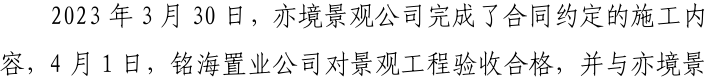 2023 年 3 月 30 日，亦境景观公司完成了合同约定的施工内
容，4 月 1 日，铭海置业公司对景观工程验收合格，并与亦境景